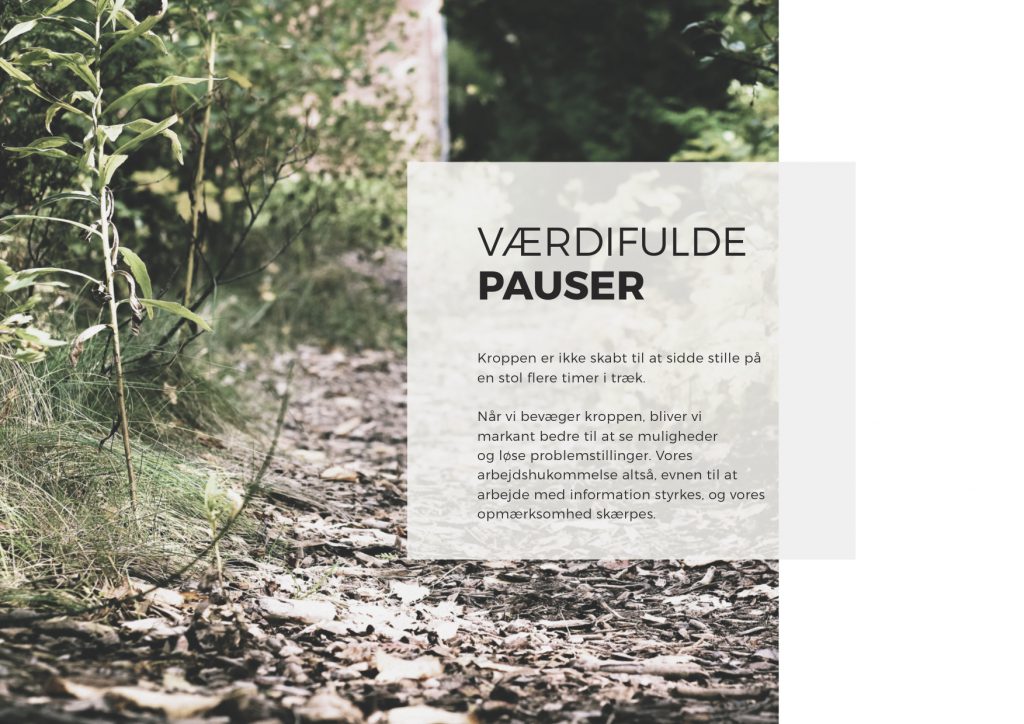 VÆRDIFULDE
PAUSER
Kroppen er ikke skabt til at sidde stille på
en stol flere timer i træk.
Når vi bevæger kroppen, bliver vi
markant bedre til at se muligheder
og løse problemstillinger. Vores
arbejdshukommelse altså, evnen til at
arbejde med information styrkes, og vores
opmærksomhed skærpes.